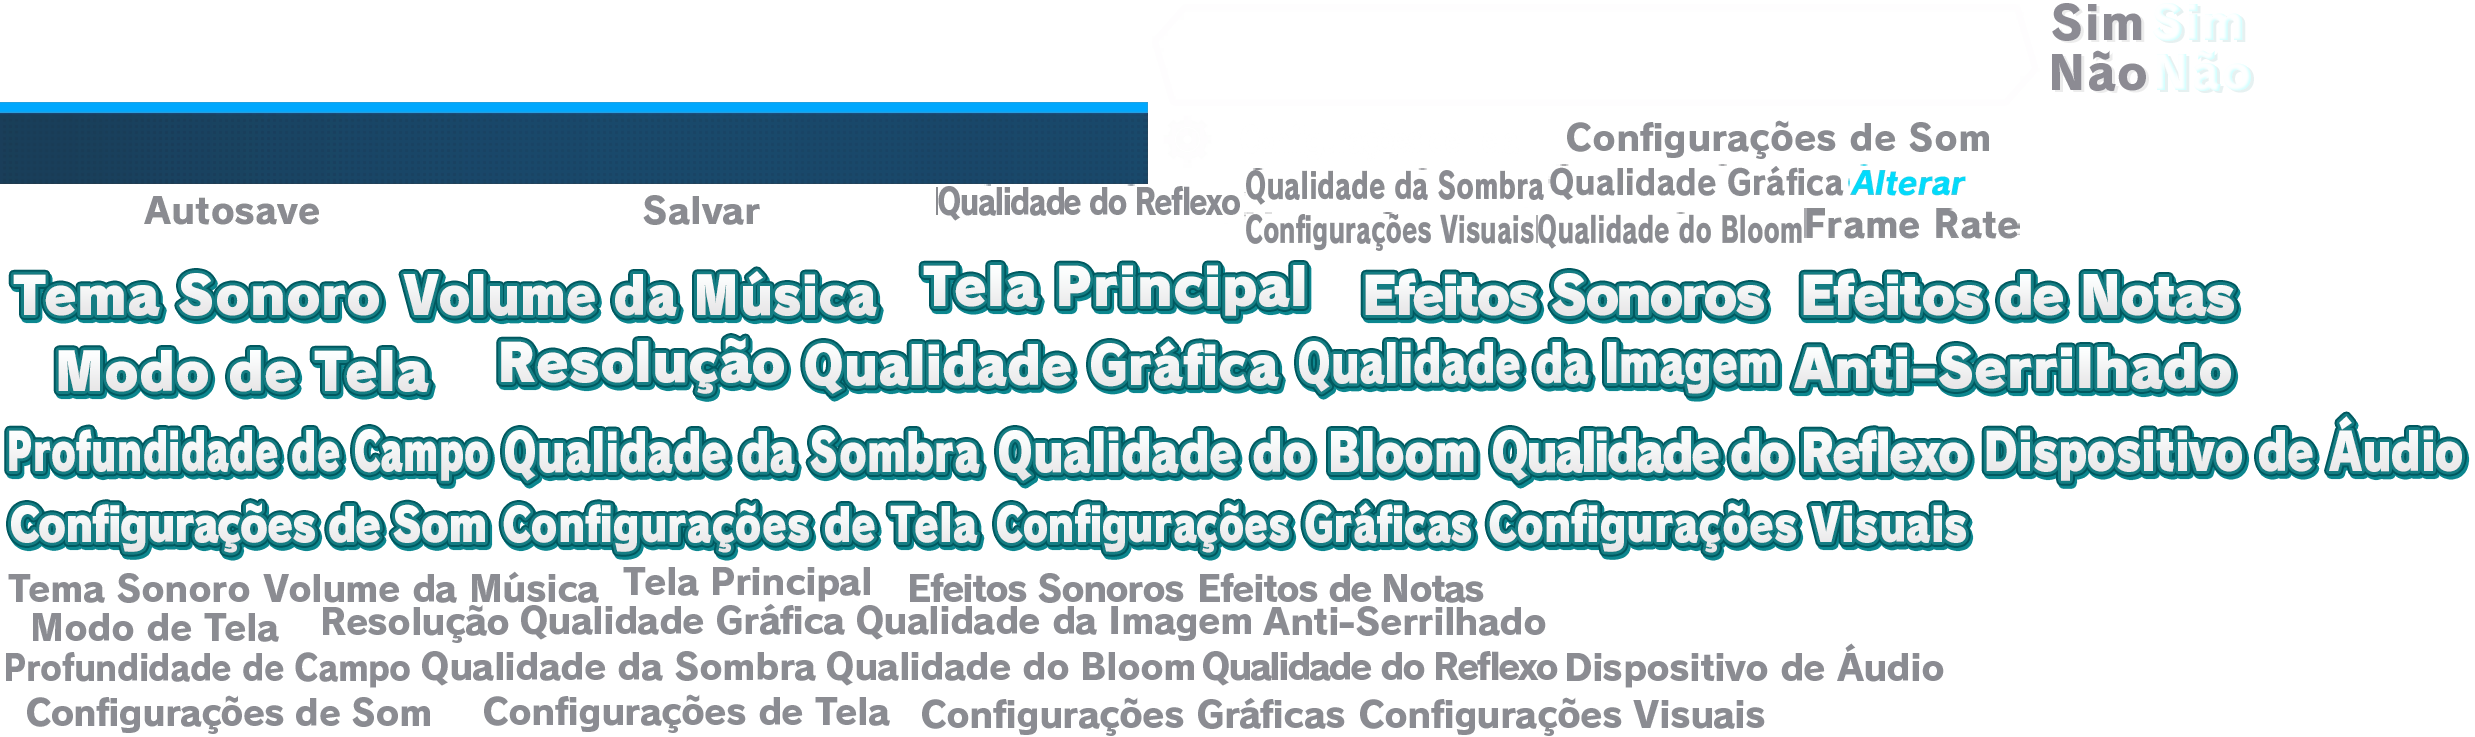 Sim Sim
Não Não
Configurações de Som
Qualidade do Reflexo Qualidade da Sombra Qualidade Gráfica Alterar
Autosave Salvar
Configurações Visuais Qualidade do Bloom Frame Rate
Tema Sonoro Volume da Música Tela Principal Efeitos Sonoros Efeitos de Notas
Modo de Tela Resolução Qualidade Gráfica Qualidade da Imagem Anti-Serrilhado
Profundidade de Campo Qualidade da Sombra Qualidade do Bloom Qualidade do Reflexo Dispositivo de Áudio
Configurações de Som Configurações de Tela Configurações Gráficas Configurações Visuais
Tema Sonoro Volume da Música Tela Principal Efeitos Sonoros Efeitos de Notas
Modo de Tela Resolução Qualidade Gráfica Qualidade da Imagem Anti-Serrilhado
Profundidade de Campo Qualidade da Sombra Qualidade do Bloom Qualidade do Reflexo Dispositivo de Áudio
Configurações de Som Configurações de Tela Configurações Gráficas Configurações Visuais